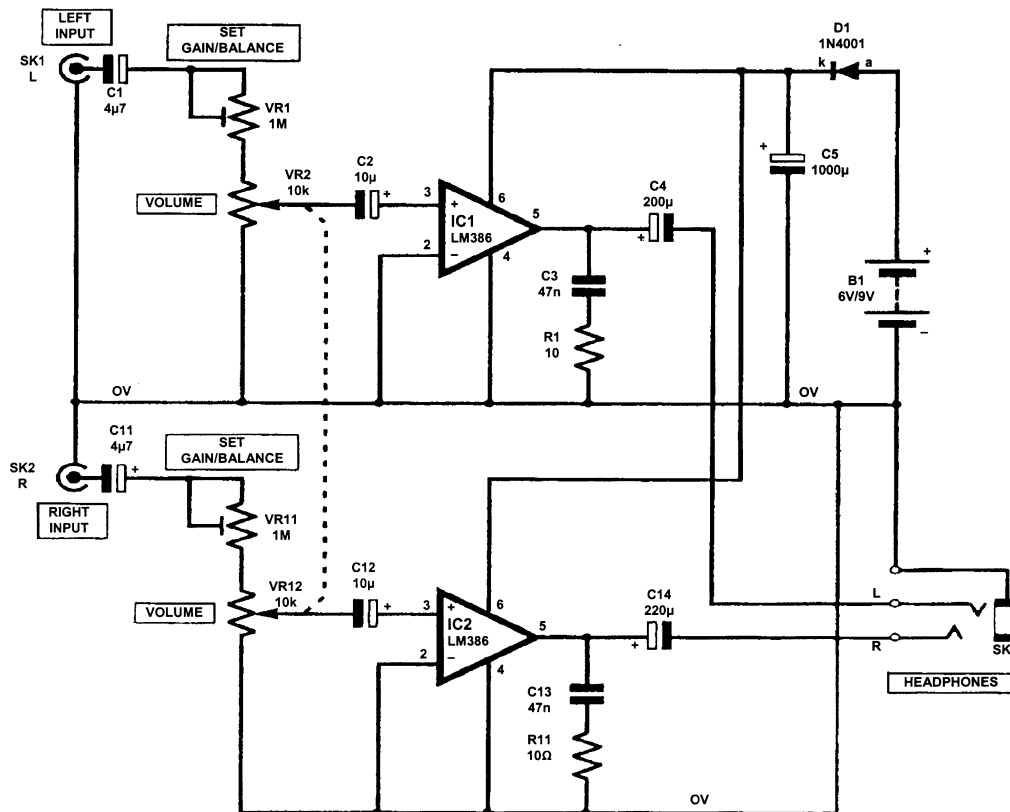 LEFT
INPUT
SK1
L
C1
4µ7
+
SET
GAIN/BALANCE
VR1
1M
VR2
10k
VOLUME
C2
10µ
+
3
+
IC1
LM386
2
–
6
5
4
C3
47n
R1
10
C4
200µ
+
D1
1N4001
k
a
+
C5
1000µ
B1
6V/9V
+
–
OV
OV
SK2
R
C11
4µ7
+
SET
GAIN/BALANCE
RIGHT
INPUT
VR11
1M
VR12
10k
VOLUME
C12
10µ
+
3
+
IC2
LM386
2
–
6
5
4
C13
47n
R11
10Ω
C14
220µ
+
L
R
SK
HEADPHONES
OV